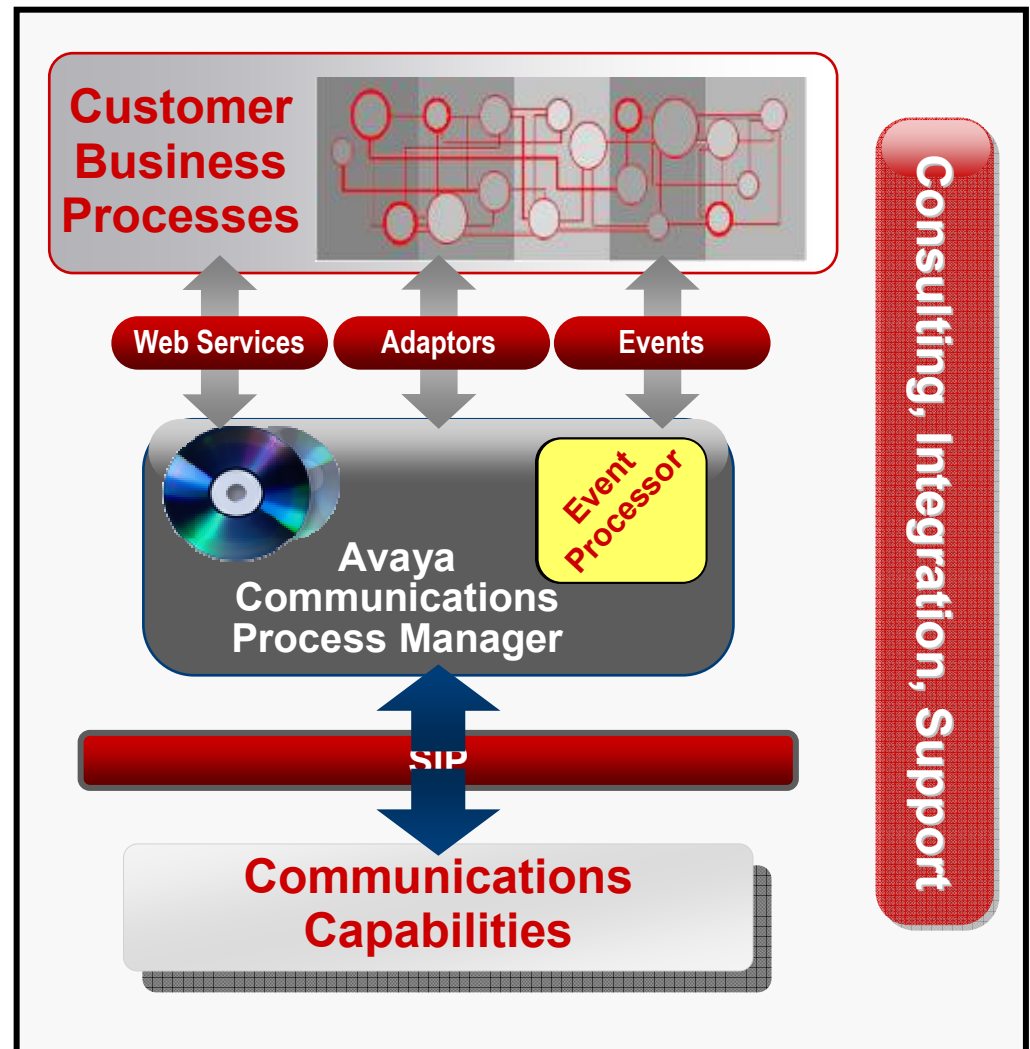 Customer
Business
Processes
Web Services
Adaptors
Events
Event
Processor
Avaya
Communications
Process Manager
SIP
Communications
Capabilities
Consulting, Integration, Support